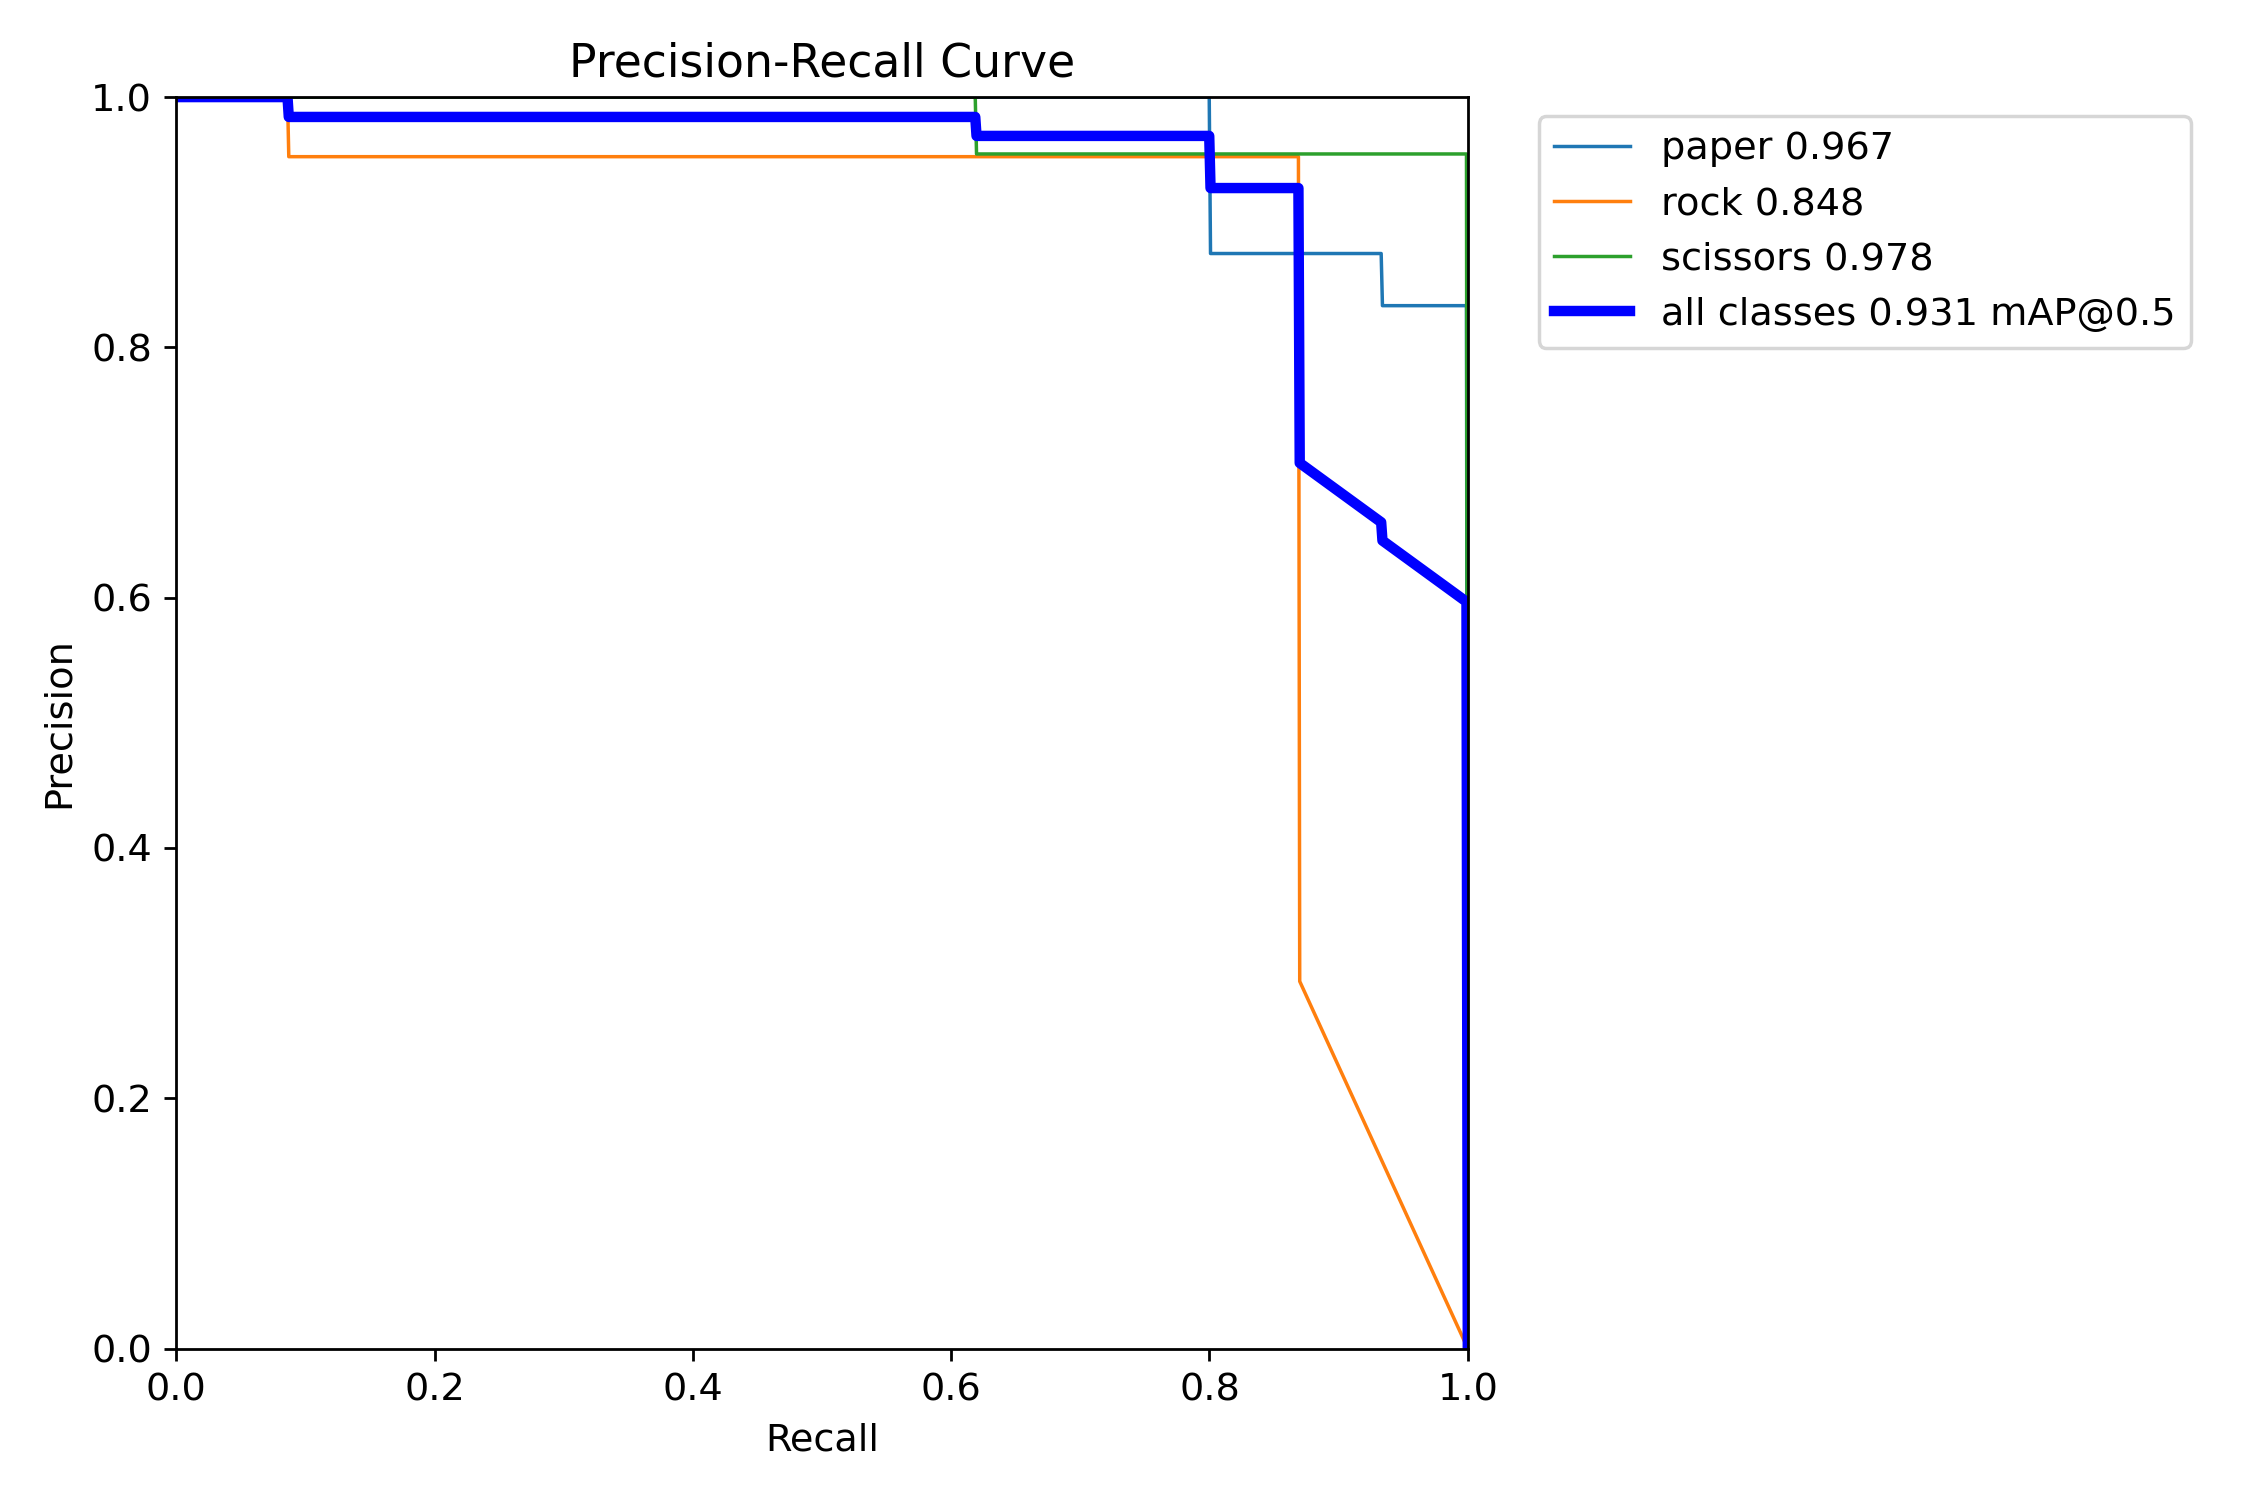 Precision-Recall Curve
1.0
0.8
0.6
0.4
0.2
0.0
Precision
0.0 0.2 0.4 0.6 0.8 1.0
Recall
paper 0.967
rock 0.848
scissors 0.978
all classes 0.931 mAP@0.5